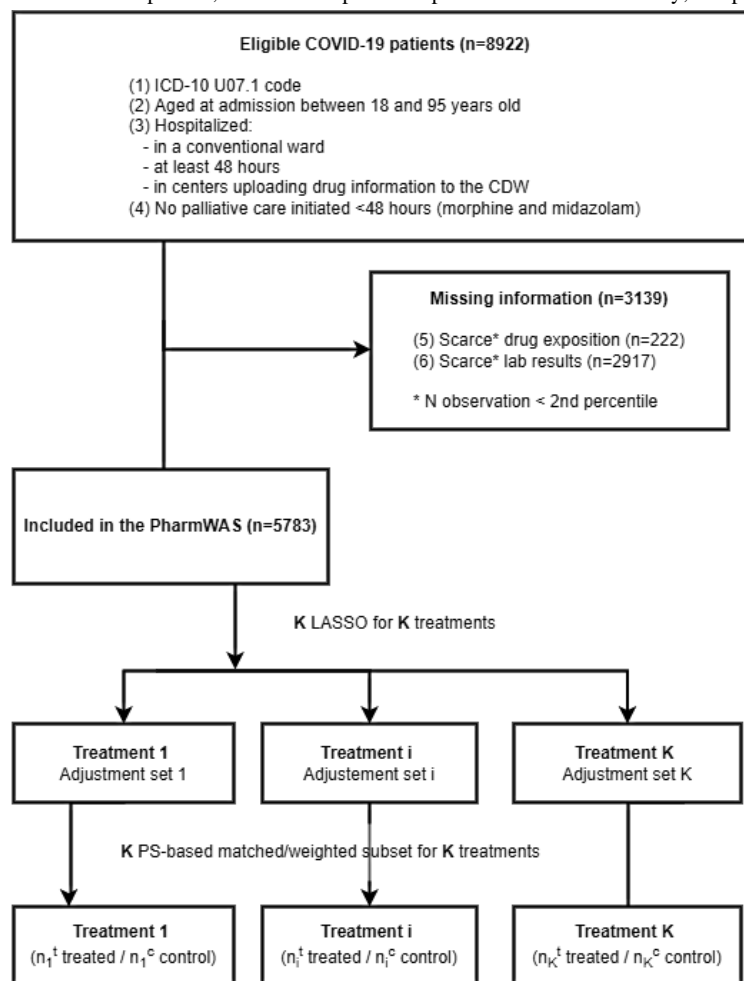 Eligible COVID-19 patients (n=8922)
(1) ICD-10 U07.1 code
(2) Aged at admission between 18 and 95 years old
(3) Hospitalized:
- in a conventional ward
- at least 48 hours
- in centers uploading drug information to the CDW
(4) No palliative care initiated <48 hours (morphine and midazolam)
Missing information (n=3139)
(5) Scarce* drug exposition (n=222)
(6) Scarce* lab results (n=2917)
* N observation < 2nd percentile
Included in the PharmWAS (n=5783)
K LASSO for K treatments
Treatment 1
Adjustment set 1
Treatment i
Adjustement set i
Treatment K
Adjustment set K
K PS-based matched/weighted subset for K treatments
Treatment 1
(n₁ᵗ treated / n₁ᶜ control)
Treatment i
(nᵢᵗ treated / nᵢᶜ control)
Treatment K
(n_K^t treated / n_K^c control)